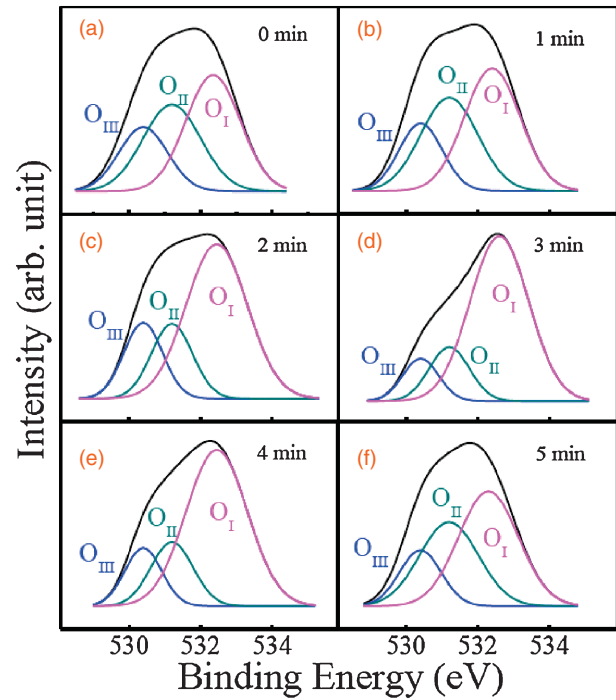 (a)
0 min
O_III
O_II
O_I
(b)
1 min
O_III
O_II
O_I
(c)
2 min
O_III
O_II
O_I
(d)
3 min
O_III
O_II
O_I
(e)
4 min
O_III
O_II
O_I
(f)
5 min
O_III
O_II
O_I
Intensity (arb. unit)
530 532 534 530 532 534
Binding Energy (eV)